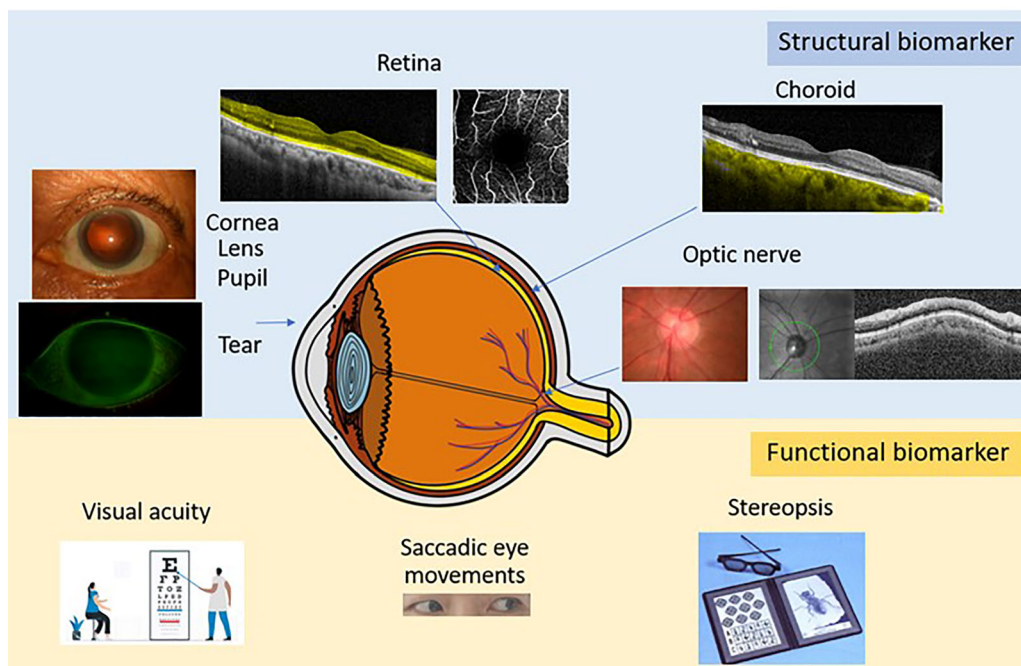 Structural biomarker
Retina
Choroid
Cornea
Lens
Pupil
Optic nerve
Tear
Functional biomarker
Visual acuity
Stereopsis
Saccadic eye
movements
E
F P
T O Z